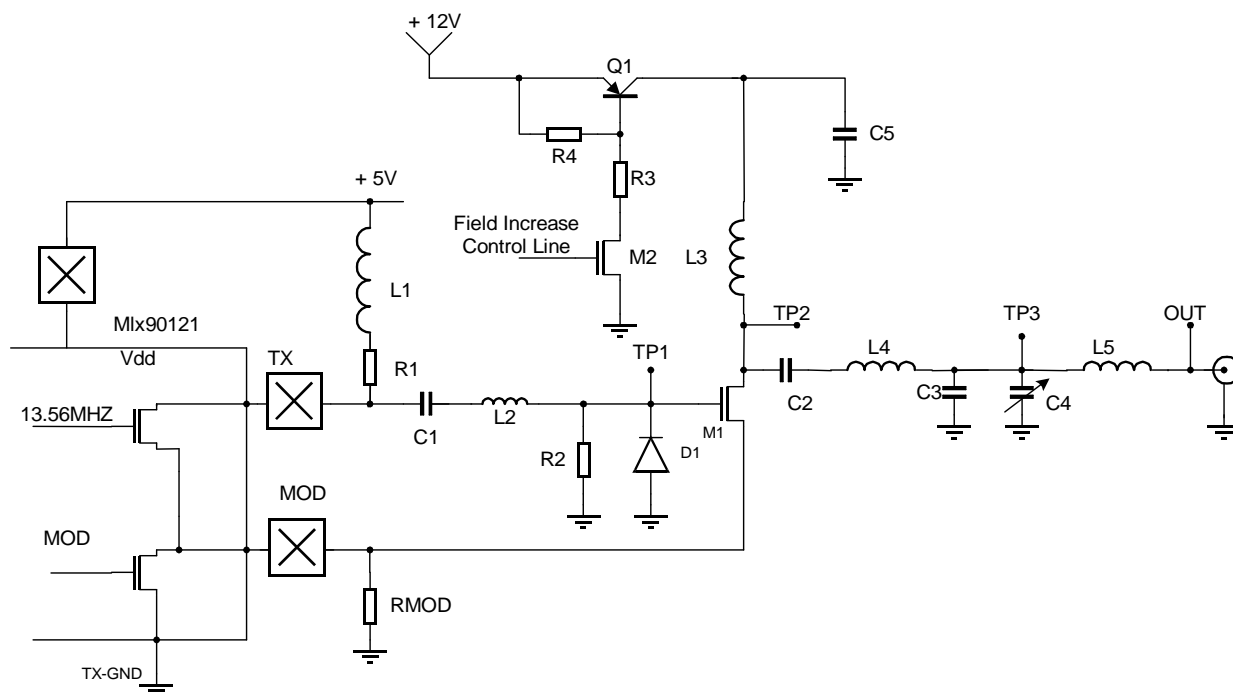 + 12V
Q1
C5
R4
R3
+ 5V
Field Increase
Control Line
M2
L3
L1
Mlx90121
Vdd
TX
R1
TP1
TP2
TP3
OUT
L4
L5
13.56MHZ
C1
L2
C2
C3
C4
M1
R2
D1
MOD
MOD
RMOD
TX-GND